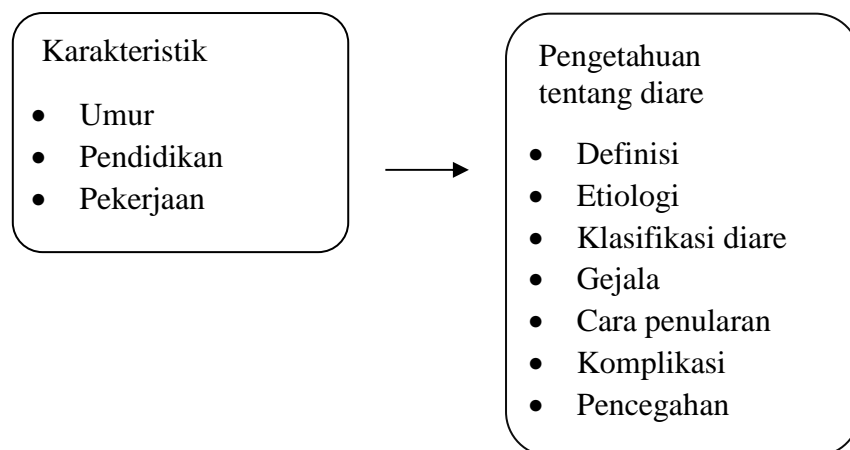 Karakteristik
• Umur
• Pendidikan
• Pekerjaan
Pengetahuan
tentang diare
• Definisi
• Etiologi
• Klasifikasi diare
• Gejala
• Cara penularan
• Komplikasi
• Pencegahan